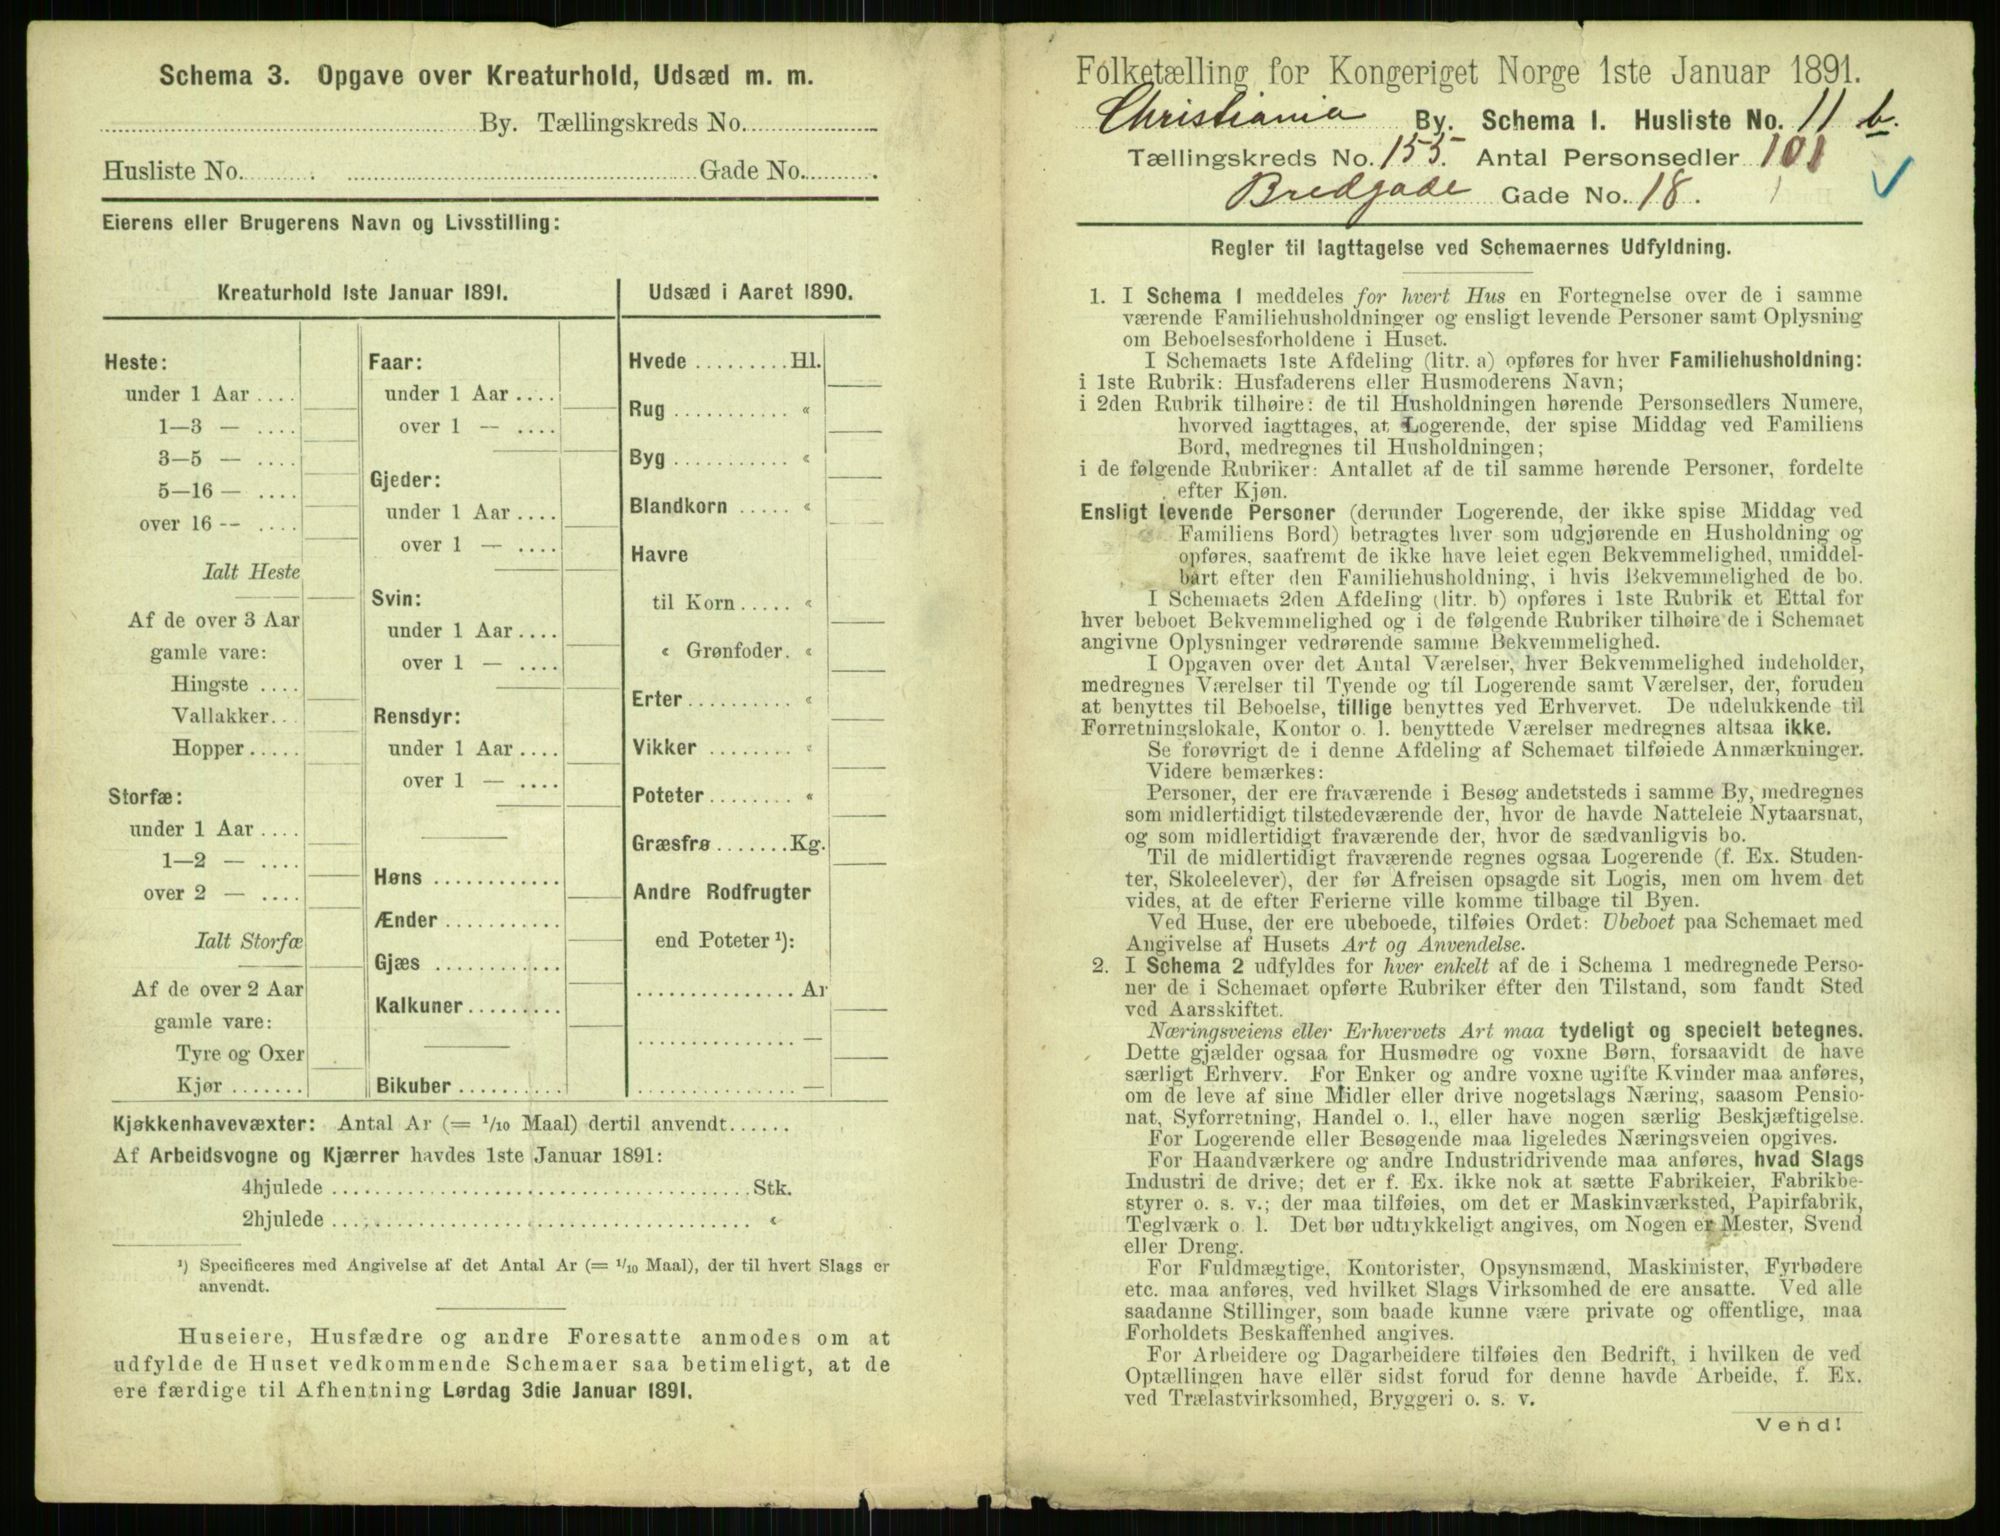 Schema 3. Opgave over Kreaturhold, Udsæd m. m.
By. Tællingskreds No.
Husliste No. Gade No.
Eierens eller Brugerens Navn og Livsstilling:
Kreaturhold 1ste Januar 1891.
Heste:
under 1 Aar ....
1—3 — ....
3—5 — ....
5—16 — ....
over 16 — ....
Ialt Heste
Af de over 3 Aar
gamle vare:
Hingste ....
Vallakker...
Hopper.....
Storfæ:
under 1 Aar ....
1—2 — ....
over 2 — ....
Ialt Storfæ
Af de over 2 Aar
gamle vare:
Tyre og Oxer
Kjør.......
Faar:
under 1 Aar ....
over 1 — ....
Gjeder:
under 1 Aar ....
over 1 — ....
Svin:
under 1 Aar ....
over 1 — ....
Rensdyr:
under 1 Aar ....
over 1 — ....
Høns ............
Ænder ...........
Gjæs ............
Kalkuner.........
Bikuber ..........
Udsæd i Aaret 1890.
Hvede .........Hl.
Rug ........... «
Byg ........... «
Blandkorn ..... «
Havre
til Korn ..... «
« Grønfoder. «
Erter.......... «
Vikker ........ «
Poteter........ «
Græsfrø.......Kg.
Andre Rodfrugter
end Poteter ¹):
............... Ar
............... —
............... —
Kjøkkenhavevæxter: Antal Ar (= 1/10 Maal) dertil anvendt......
Af Arbeidsvogne og Kjærrer havdes 1ste Januar 1891:
4hjulede ........................................Stk.
2hjulede ........................................ «
¹) Specificeres med Angivelse af det Antal Ar (= 1/10 Maal), der til hvert Slags er
anvendt.
Huseiere, Husfædre og andre Foresatte anmodes om at
udfylde de Huset vedkommende Schemaer saa betimeligt, at de
ere færdige til Afhentning Lørdag 3die Januar 1891.
Folketælling for Kongeriget Norge 1ste Januar 1891.
Christiania By. Schema I. Husliste No. 11 b.
Tællingskreds No. 155. Antal Personsedler 101
Bredgade Gade No. 18.
Regler til Iagttagelse ved Schemaernes Udfyldning.
1. I Schema 1 meddeles for hvert Hus en Fortegnelse over de i samme
værende Familiehusholdninger og ensligt levende Personer samt Oplysning
om Beboelsesforholdene i Huset.
I Schemaets 1ste Afdeling (litr. a) opføres for hver Familiehusholdning:
i 1ste Rubrik: Husfaderens eller Husmoderens Navn;
i 2den Rubrik tilhøire: de til Husholdningen hørende Personsedlers Numere,
hvorved iagttages, at Logerende, der spise Middag ved Familiens
Bord, medregnes til Husholdningen;
i de følgende Rubriker: Antallet af de til samme hørende Personer, fordelte
efter Kjøn.
Ensligt levende Personer (derunder Logerende, der ikke spise Middag ved
Familiens Bord) betragtes hver som udgjørende en Husholdning og
opføres, saafremt de ikke have leiet egen Bekvemmelighed, umiddel-
bart efter den Familiehusholdning, i hvis Bekvemmelighed de bo.
I Schemaets 2den Afdeling (litr. b) opføres i 1ste Rubrik et Ettal for
hver beboet Bekvemmelighed og i de følgende Rubriker tilhøire de i Schemaet
angivne Oplysninger vedrørende samme Bekvemmelighed.
I Opgaven over det Antal Værelser, hver Bekvemmelighed indeholder,
medregnes Værelser til Tyende og til Logerende samt Værelser, der, foruden
at benyttes til Beboelse, tillige benyttes ved Erhvervet. De udelukkende til
Forretningslokale, Kontor o. l. benyttede Værelser medregnes altsaa ikke.
Se forøvrigt de i denne Afdeling af Schemaet tilføiede Anmærkninger.
Videre bemærkes:
Personer, der ere fraværende i Besøg andetsteds i samme By, medregnes
som midlertidigt tilstedeværende der, hvor de havde Natteleie Nytaarsnat,
og som midlertidigt fraværende der, hvor de sædvanligvis bo.
Til de midlertidigt fraværende regnes ogsaa Logerende (f. Ex. Studen-
ter, Skoleelever), der før Afreisen opsagde sit Logis, men om hvem det
vides, at de efter Ferierne ville komme tilbage til Byen.
Ved Huse, der ere ubeboede, tilføies Ordet: Ubeboet paa Schemaet med
Angivelse af Husets Art og Anvendelse.
2. I Schema 2 udfyldes for hver enkelt af de i Schema 1 medregnede Perso-
ner de i Schemaet opførte Rubriker efter den Tilstand, som fandt Sted
ved Aarsskiftet.
Næringsveiens eller Erhvervets Art maa tydeligt og specielt betegnes.
Dette gjælder ogsaa for Husmødre og voxne Børn, forsaavidt de have
særligt Erhverv. For Enker og andre voxne ugifte Kvinder maa anføres,
om de leve af sine Midler eller drive nogetslags Næring, saasom Pensio-
nat, Syforretning, Handel o. l., eller have nogen særlig Beskjæftigelse.
For Logerende eller Besøgende maa ligeledes Næringsveien opgives.
For Haandværkere og andre Industridrivende maa anføres, hvad Slags
Industri de drive; det er f. Ex. ikke nok at sætte Fabrikeier, Fabrikbe-
styrer o. s. v.; der maa tilføies, om det er Maskinværksted, Papirfabrik,
Teglværk o. l. Det bør udtrykkeligt angives, om Nogen er Mester, Svend
eller Dreng.
For Fuldmægtige, Kontorister, Opsynsmænd, Maskinister, Fyrbødere
etc. maa anføres, ved hvilket Slags Virksomhed de ere ansatte. Ved alle
saadanne Stillinger, som baade kunne være private og offentlige, maa
Forholdets Beskaffenhed angives.
For Arbeidere og Dagarbeidere tilføies den Bedrift, i hvilken de ved
Optællingen have eller sidst forud for denne havde Arbeide, f. Ex.
ved Trælastvirksomhed, Bryggeri o. s. v.
Vend!